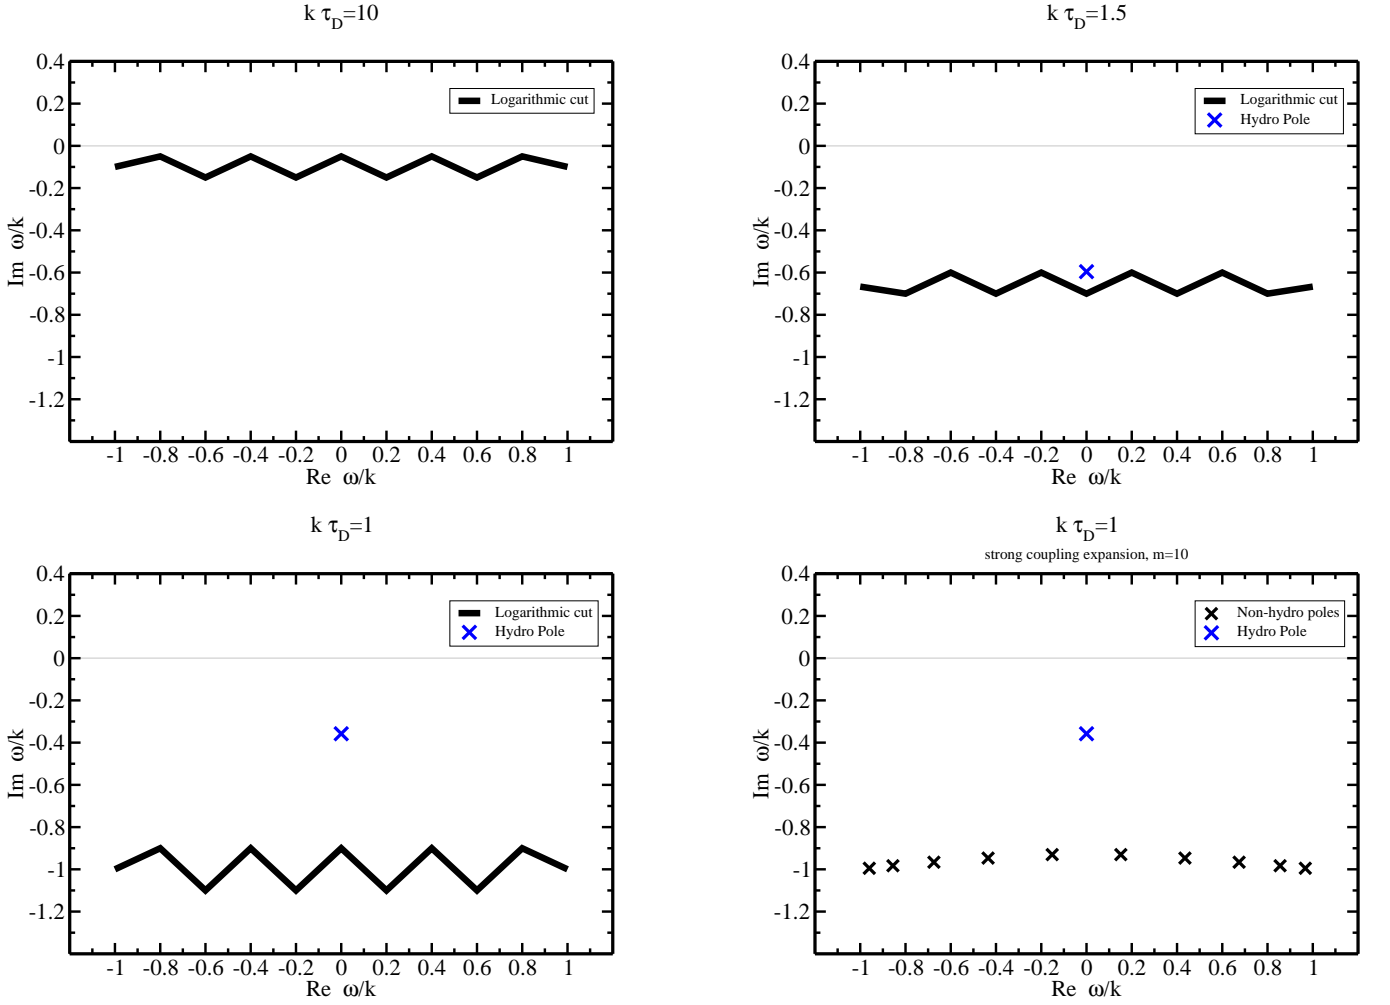 k τD=10
0.4
0.2
0
-0.2
-0.4
-0.6
-0.8
-1
-1.2
Im ω/k
Logarithmic cut
-1 -0.8 -0.6 -0.4 -0.2 0 0.2 0.4 0.6 0.8 1
Re ω/k
k τD=1.5
0.4
0.2
0
-0.2
-0.4
-0.6
-0.8
-1
-1.2
Im ω/k
Logarithmic cut
Hydro Pole
-1 -0.8 -0.6 -0.4 -0.2 0 0.2 0.4 0.6 0.8 1
Re ω/k
k τD=1
0.4
0.2
0
-0.2
-0.4
-0.6
-0.8
-1
-1.2
Im ω/k
Logarithmic cut
Hydro Pole
-1 -0.8 -0.6 -0.4 -0.2 0 0.2 0.4 0.6 0.8 1
Re ω/k
k τD=1
strong coupling expansion, m=10
0.4
0.2
0
-0.2
-0.4
-0.6
-0.8
-1
-1.2
Im ω/k
Non-hydro poles
Hydro Pole
-1 -0.8 -0.6 -0.4 -0.2 0 0.2 0.4 0.6 0.8 1
Re ω/k